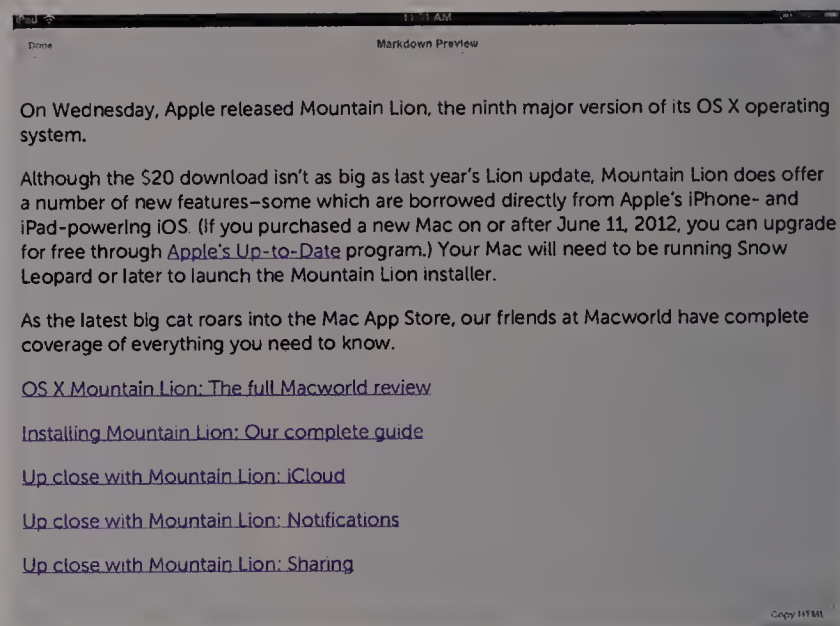 iPad
AM
Done
Markdown Preview
On Wednesday, Apple released Mountain Lion, the ninth major version of its OS X operating
system.
Although the $20 download isn't as big as last year's Lion update, Mountain Lion does offer
a number of new features–some which are borrowed directly from Apple's iPhone- and
iPad-powering iOS. (If you purchased a new Mac on or after June 11, 2012, you can upgrade
for free through Apple's Up-to-Date program.) Your Mac will need to be running Snow
Leopard or later to launch the Mountain Lion installer.
As the latest big cat roars into the Mac App Store, our friends at Macworld have complete
coverage of everything you need to know.
OS X Mountain Lion: The full Macworld review
Installing Mountain Lion: Our complete guide
Up close with Mountain Lion: iCloud
Up close with Mountain Lion: Notifications
Up close with Mountain Lion: Sharing
Copy HTML